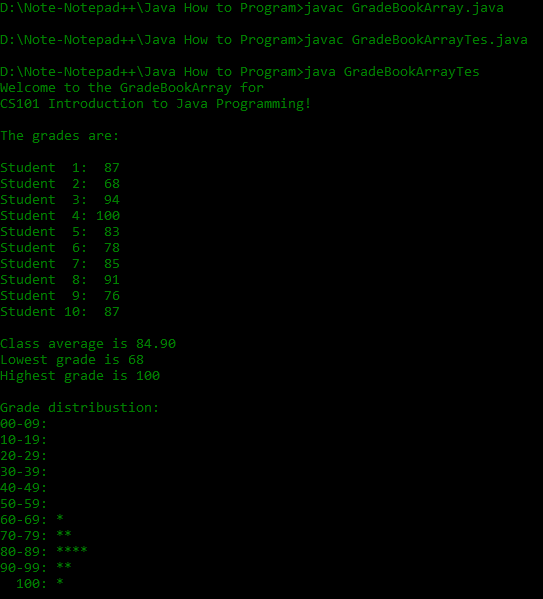 D:\Note-Notepad++\Java How to Program>javac GradeBookArray.java
D:\Note-Notepad++\Java How to Program>javac GradeBookArrayTes.java
D:\Note-Notepad++\Java How to Program>java GradeBookArrayTes
Welcome to the GradeBookArray for
CS101 Introduction to Java Programming!
The grades are:
Student  1:  87
Student  2:  68
Student  3:  94
Student  4: 100
Student  5:  83
Student  6:  78
Student  7:  85
Student  8:  91
Student  9:  76
Student 10:  87
Class average is 84.90
Lowest grade is 68
Highest grade is 100
Grade distribustion:
00-09:
10-19:
20-29:
30-39:
40-49:
50-59:
60-69: *
70-79: **
80-89: ****
90-99: **
  100: *